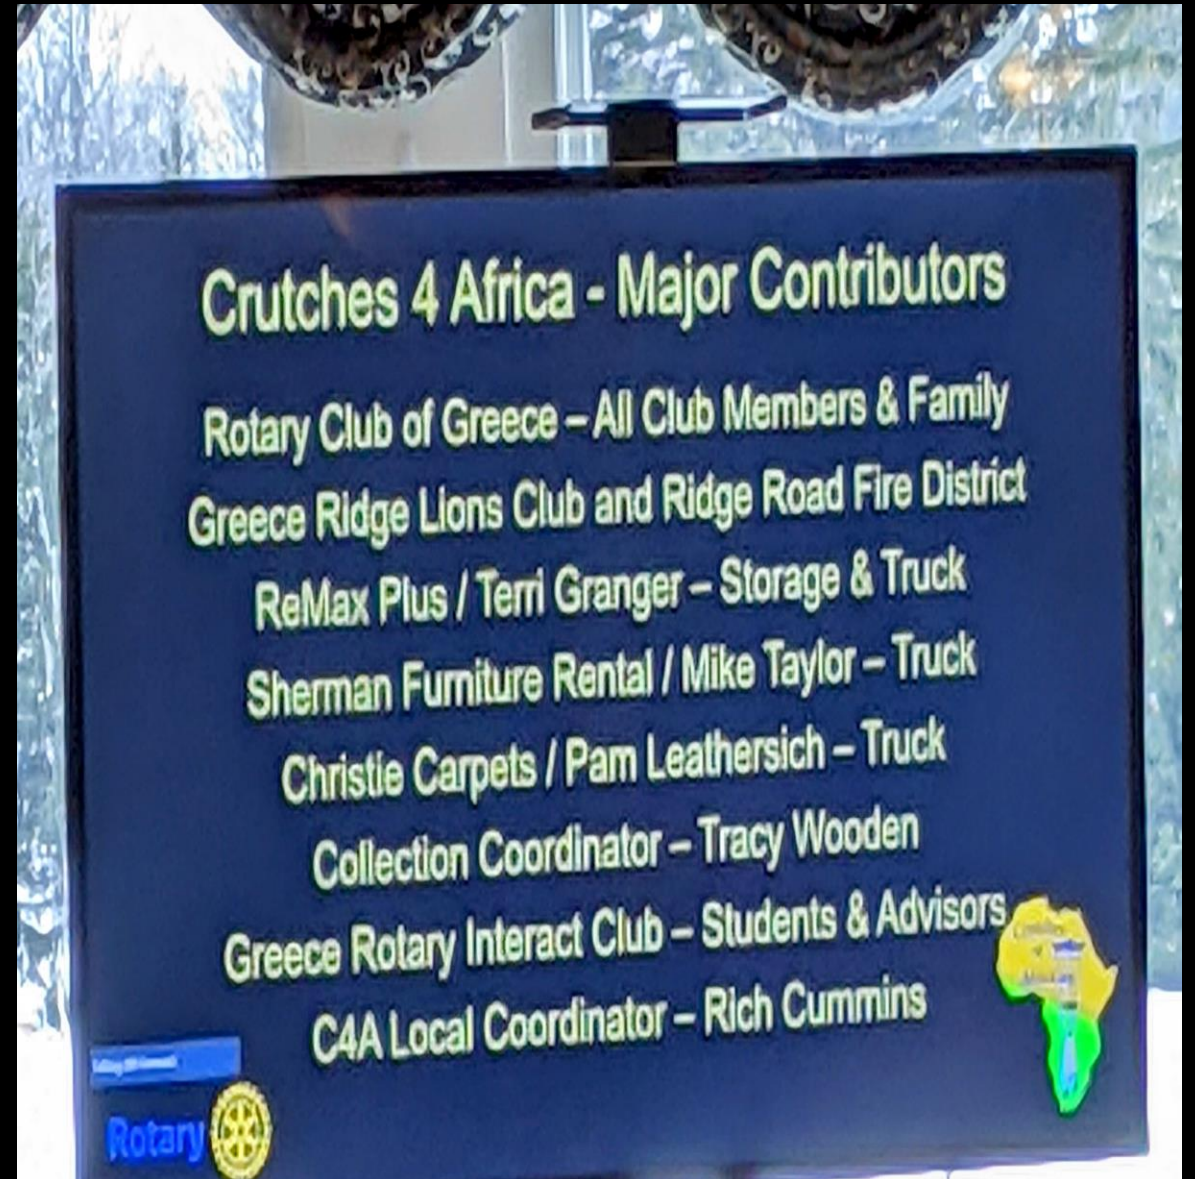 Crutches 4 Africa - Major Contributors
Rotary Club of Greece – All Club Members & Family
Greece Ridge Lions Club and Ridge Road Fire District
ReMax Plus / Terri Granger – Storage & Truck
Sherman Furniture Rental / Mike Taylor – Truck
Christie Carpets / Pam Leathersich – Truck
Collection Coordinator – Tracy Wooden
Greece Rotary Interact Club – Students & Advisors
C4A Local Coordinator – Rich Cummins
Rotary